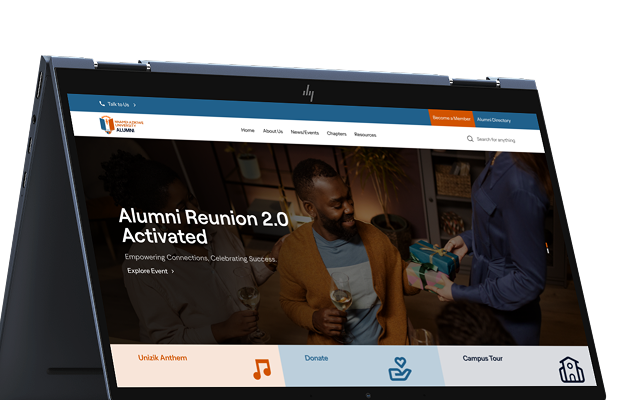 Talk to Us
Become a Member
Alumni Directory
NNAMDI AZIKIWE
UNIVERSITY
ALUMNI
Home
About Us
News/Events
Chapters
Resources
Search for anything
Alumni Reunion 2.0
Activated
Empowering Connections, Celebrating Success.
Explore Event
Unizik Anthem
Donate
Campus Tour